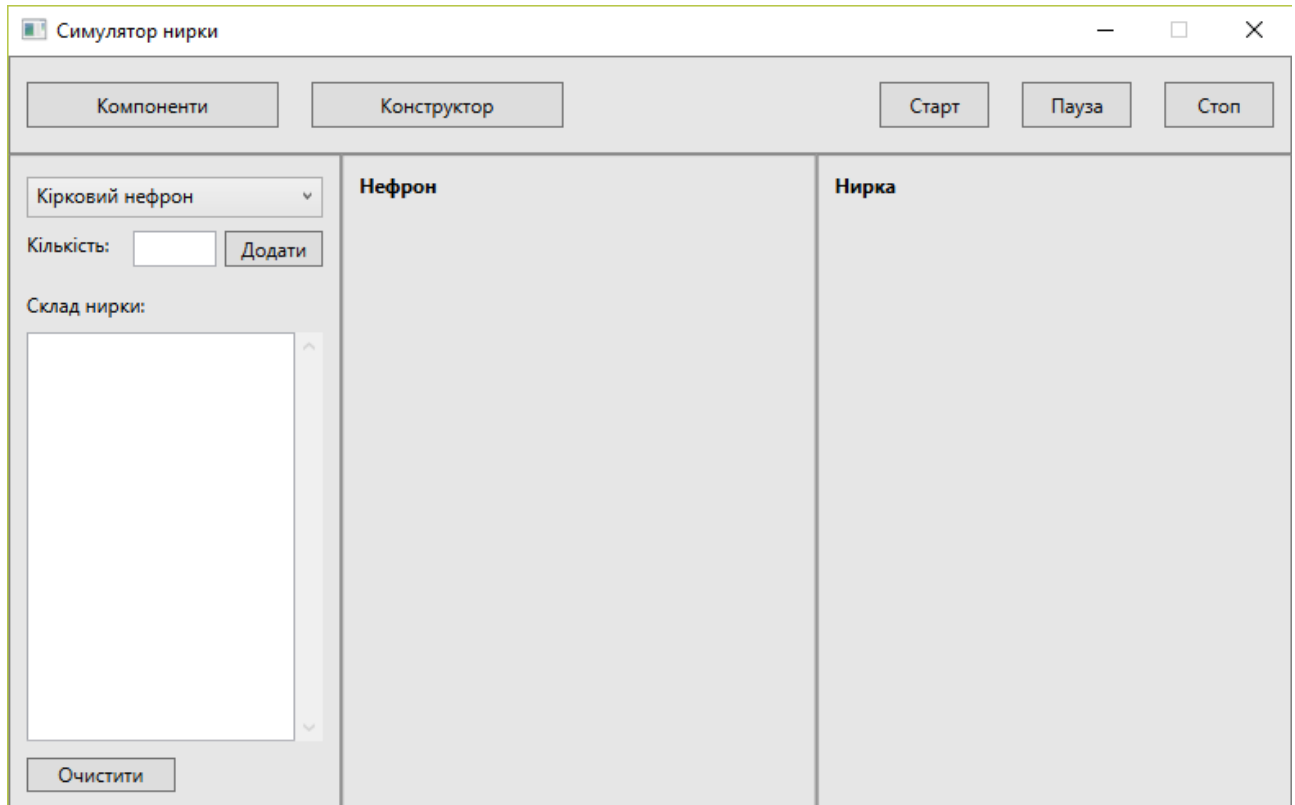 Симулятор нирки
Компоненти
Конструктор
Старт
Пауза
Стоп
Кірковий нефрон
Кількість:
Додати
Склад нирки:
Очистити
Нефрон
Нирка